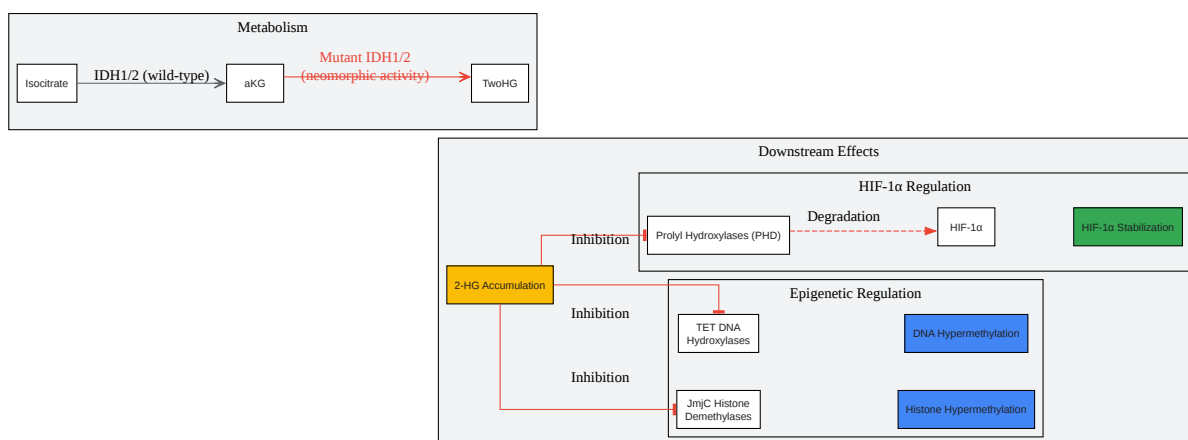 Metabolism
Isocitrate
IDH1/2 (wild-type)
aKG
Mutant IDH1/2
(neomorphic activity)
TwoHG
Downstream Effects
HIF-1α Regulation
Prolyl Hydroxylases (PHD)
Degradation
HIF-1α
HIF-1α Stabilization
Inhibition
2-HG Accumulation
Epigenetic Regulation
Inhibition
TET DNA
Hydroxylases
DNA Hypermethylation
Inhibition
JmjC Histone
Demethylases
Histone Hypermethylation